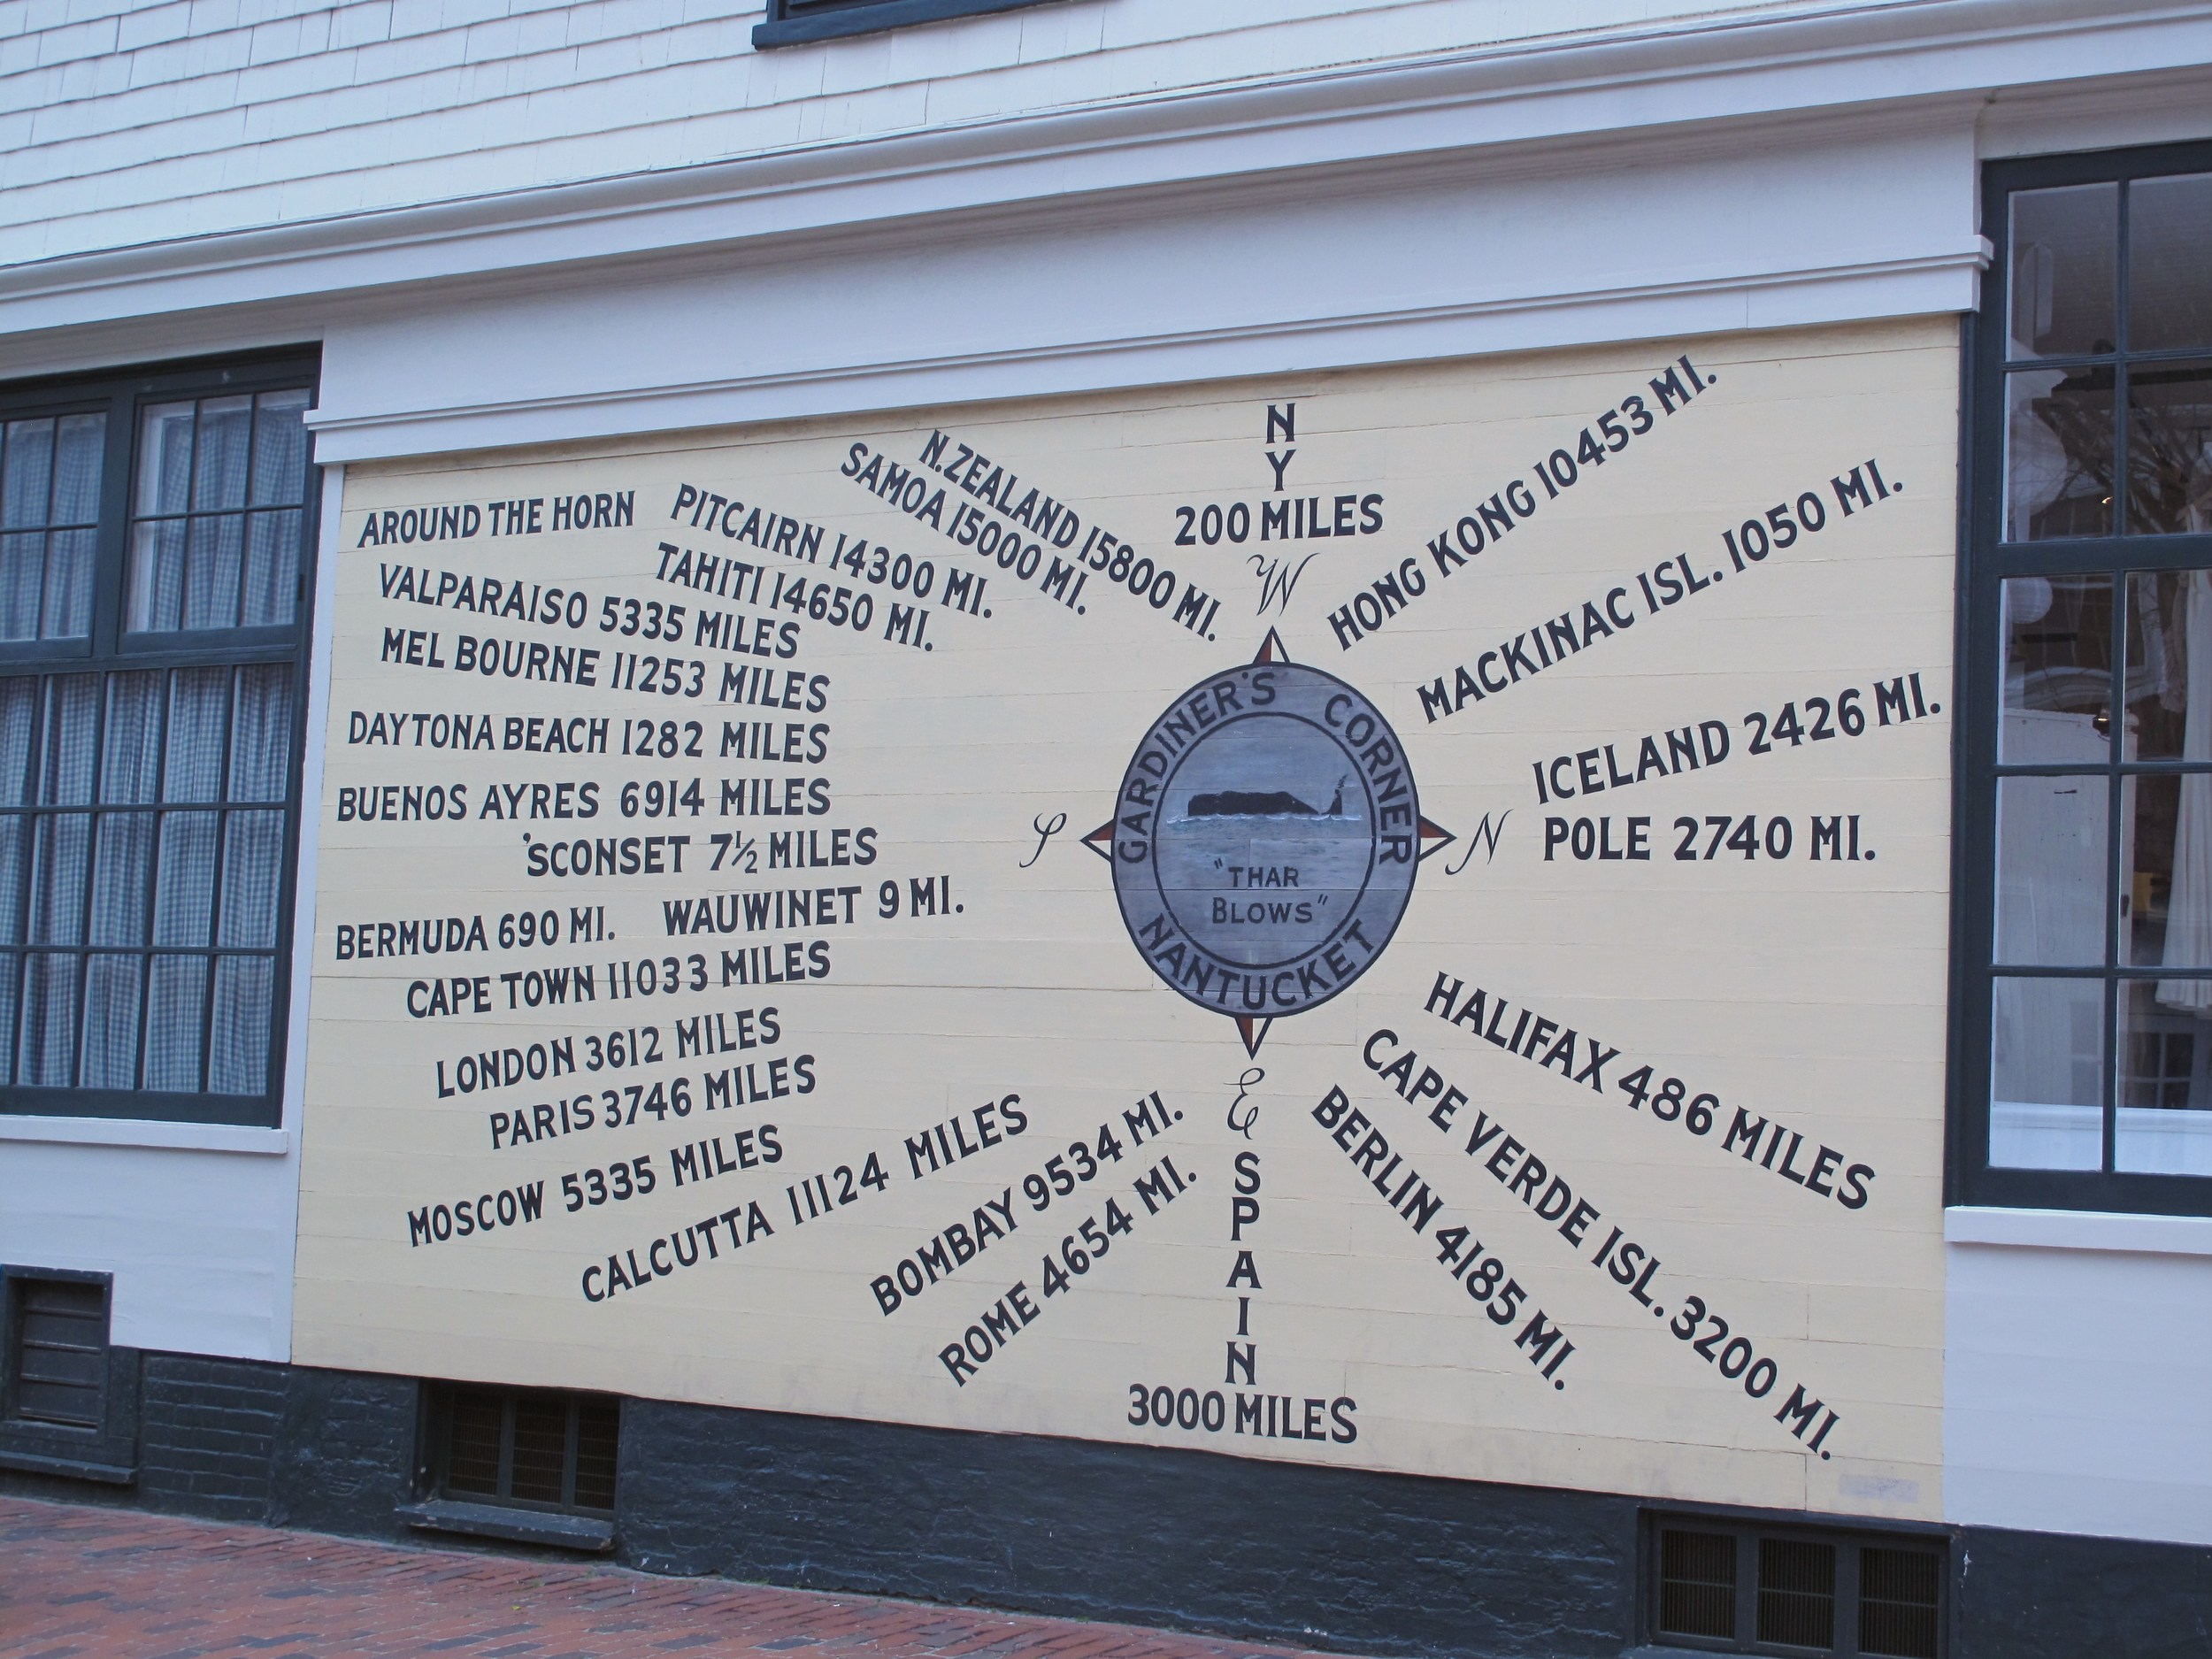 AROUND THE HORN
PITCAIRN 14300 MI.
TAHITI 14650 MI.
N.ZEALAND 15800 MI.
SAMOA 15000 MI.
N
Y
200 MILES
W
HONG KONG 10453 MI.
MACKINAC ISL. 1050 MI.
ICELAND 2426 MI.
N
POLE 2740 MI.
VALPARAISO 5335 MILES
MEL BOURNE 11253 MILES
DAYTONA BEACH 1282 MILES
BUENOS AYRES 6914 MILES
'SCONSET 7½ MILES
S
BERMUDA 690 MI.
WAUWINET 9 MI.
CAPE TOWN 11033 MILES
LONDON 3612 MILES
PARIS 3746 MILES
MOSCOW 5335 MILES
CALCUTTA 11124 MILES
BOMBAY 9534 MI.
ROME 4654 MI.
GARDINER'S CORNER
"THAR
BLOWS"
NANTUCKET
E
SPAIN
3000 MILES
HALIFAX 486 MILES
CAPE VERDE ISL. 3200 MI.
BERLIN 4185 MI.